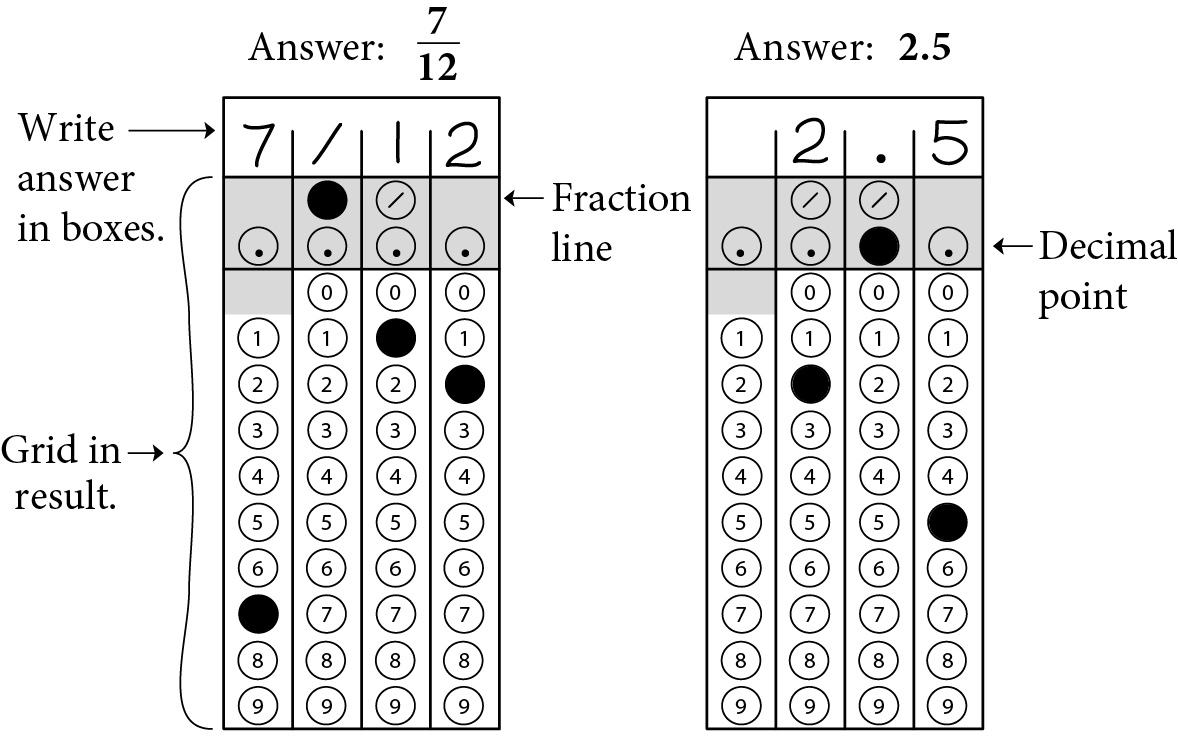 Answer: 7/12
Answer: 2.5
Write
answer
in boxes.
7 / 1 2
2 . 5
/
/ /
Fraction
line
. . . .
. . .
Decimal
point
0 0 0
0 0 0
1 1 1
1 1 1 1
2 2 2
2 2 2
3 3 3 3
3 3 3 3
Grid in
result.
4 4 4 4
4 4 4 4
5 5 5 5
5 5 5
6 6 6 6
6 6 6 6
7 7 7
7 7 7 7
8 8 8 8
8 8 8 8
9 9 9 9
9 9 9 9